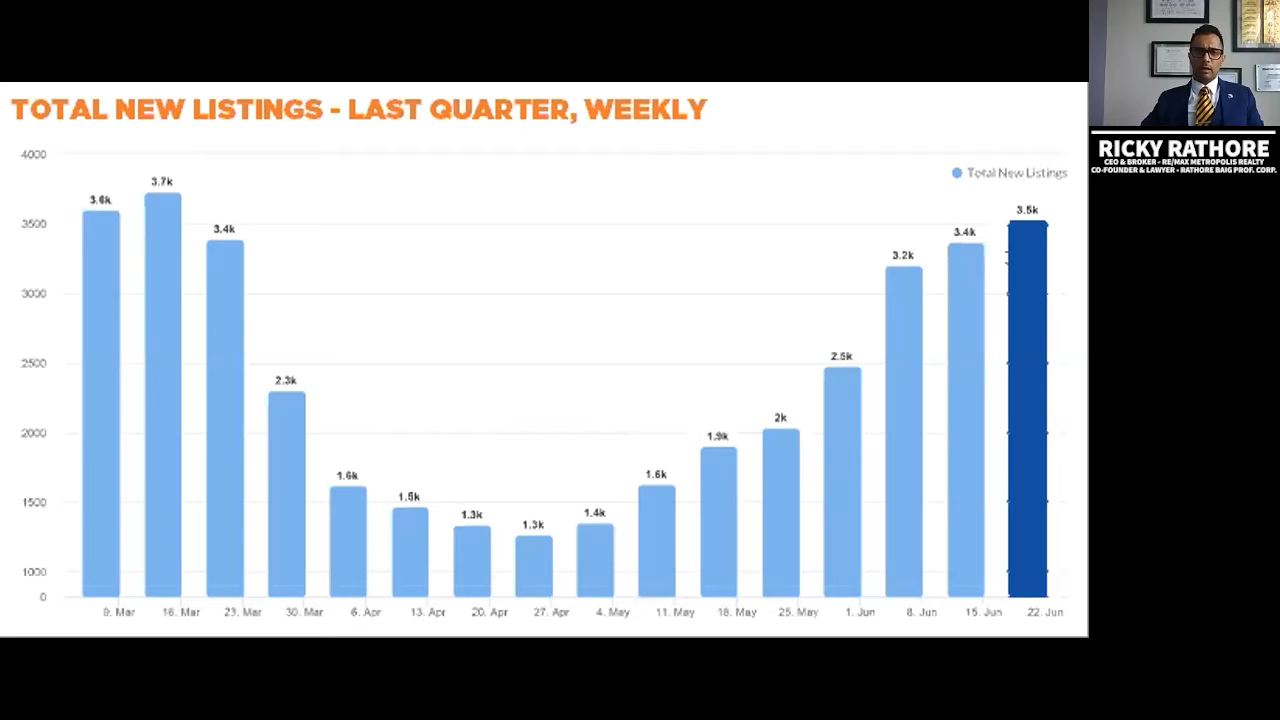 TOTAL NEW LISTINGS - LAST QUARTER, WEEKLY
Total New Listings
4000
3500
3000
2500
2000
1500
1000
0
3.6k
3.7k
3.4k
2.3k
1.6k
1.5k
1.3k
1.3k
1.4k
1.6k
1.9k
2k
2.5k
3.2k
3.4k
3.5k
9. Mar
16. Mar
23. Mar
30. Mar
6. Apr
13. Apr
20. Apr
27. Apr
4. May
11. May
18. May
25. May
1. Jun
8. Jun
15. Jun
22. Jun
RICKY RATHORE
CEO & BROKER - RE/MAX METROPOLIS REALTY
CO-FOUNDER & LAWYER - RATHORE BAIG PROF. CORP.